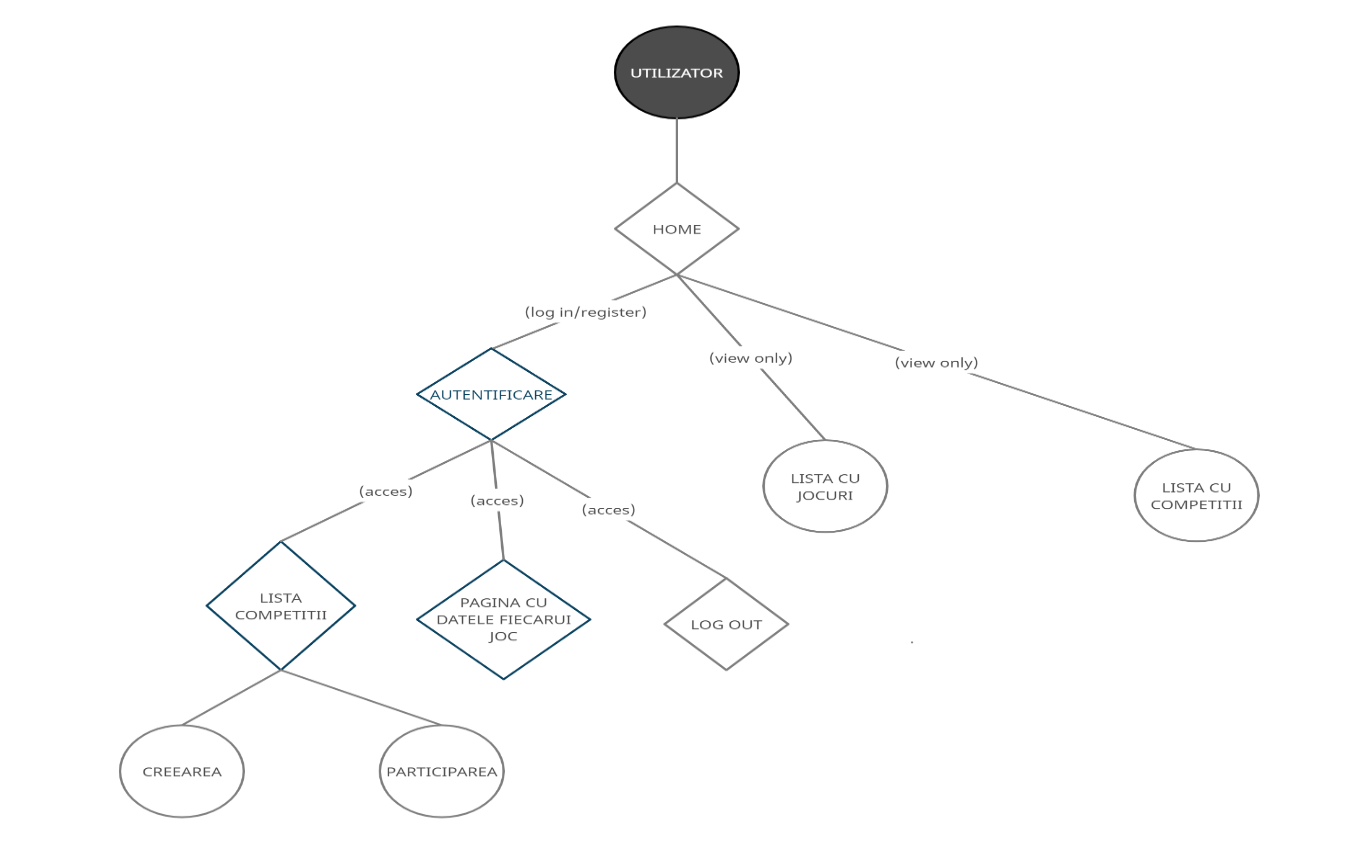 UTILIZATOR
HOME
(log in/register)
(view only)
(view only)
AUTENTIFICARE
LISTA CU
JOCURI
LISTA CU
COMPETITII
(acces)
(acces)
(acces)
LISTA
COMPETITII
PAGINA CU
DATELE FIECARUI
JOC
LOG OUT
CREEAREA
PARTICIPAREA